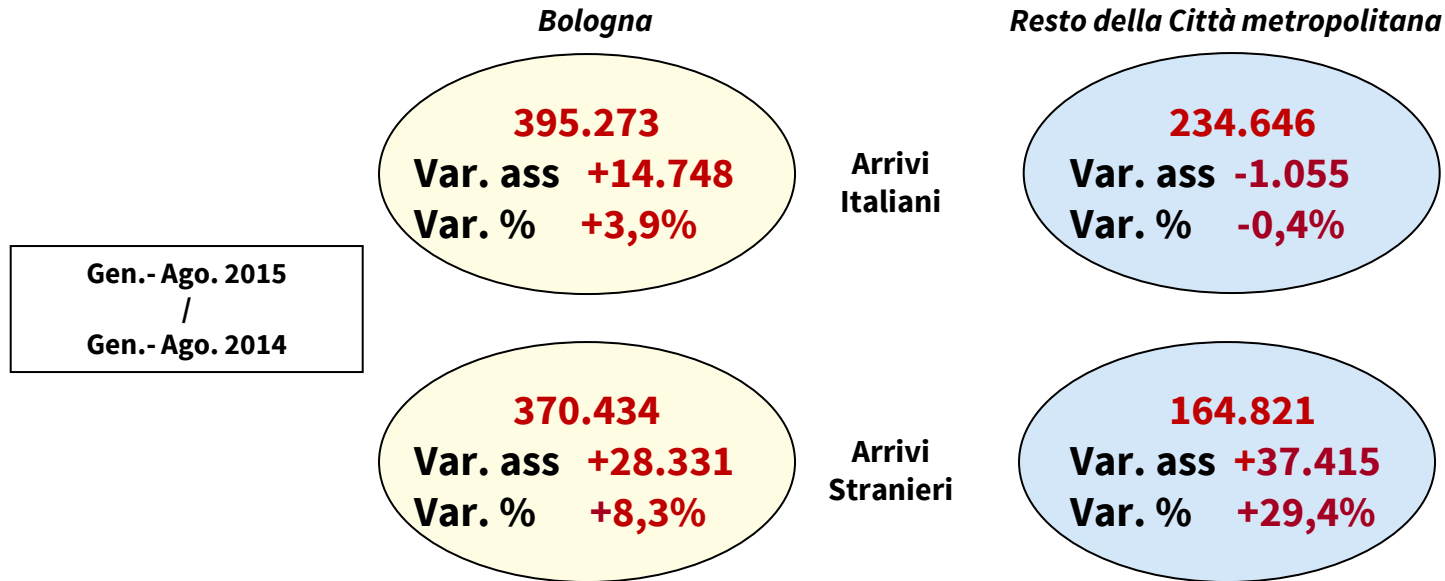 Bologna
Resto della Città metropolitana
395.273
Var. ass +14.748
Var. % +3,9%
Arrivi
Italiani
234.646
Var. ass -1.055
Var. % -0,4%
Gen.- Ago. 2015
/
Gen.- Ago. 2014
370.434
Var. ass +28.331
Var. % +8,3%
Arrivi
Stranieri
164.821
Var. ass +37.415
Var. % +29,4%